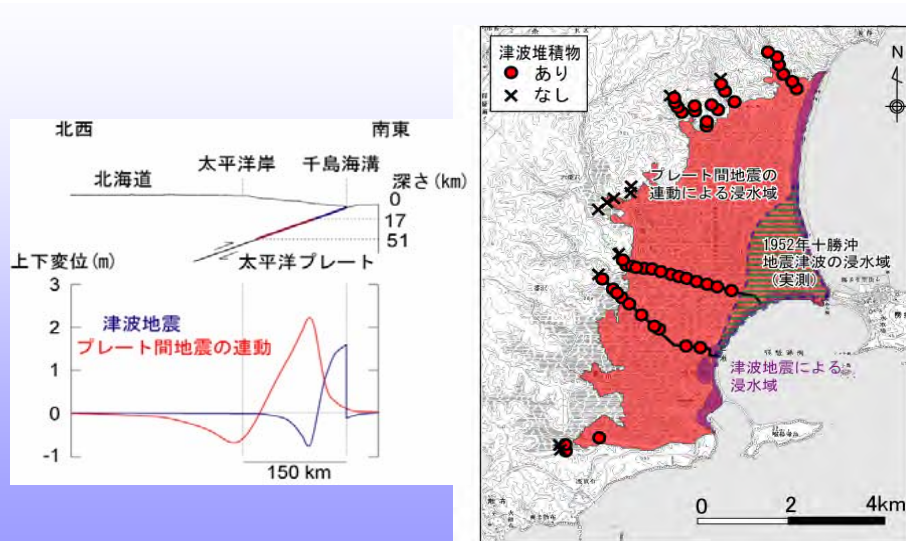 北西
南東
太平洋岸
千島海溝
北海道
深さ(km)
0
17
51
上下変位(m)
太平洋プレート
3
2
1
0
-1
津波地震
プレート間地震の連動
150 km
津波堆積物
あり
なし
N
プレート間地震の
連動による浸水域
1952年十勝沖
地震津波の浸水域
(実測)
津波地震による
浸水域
0 2 4km